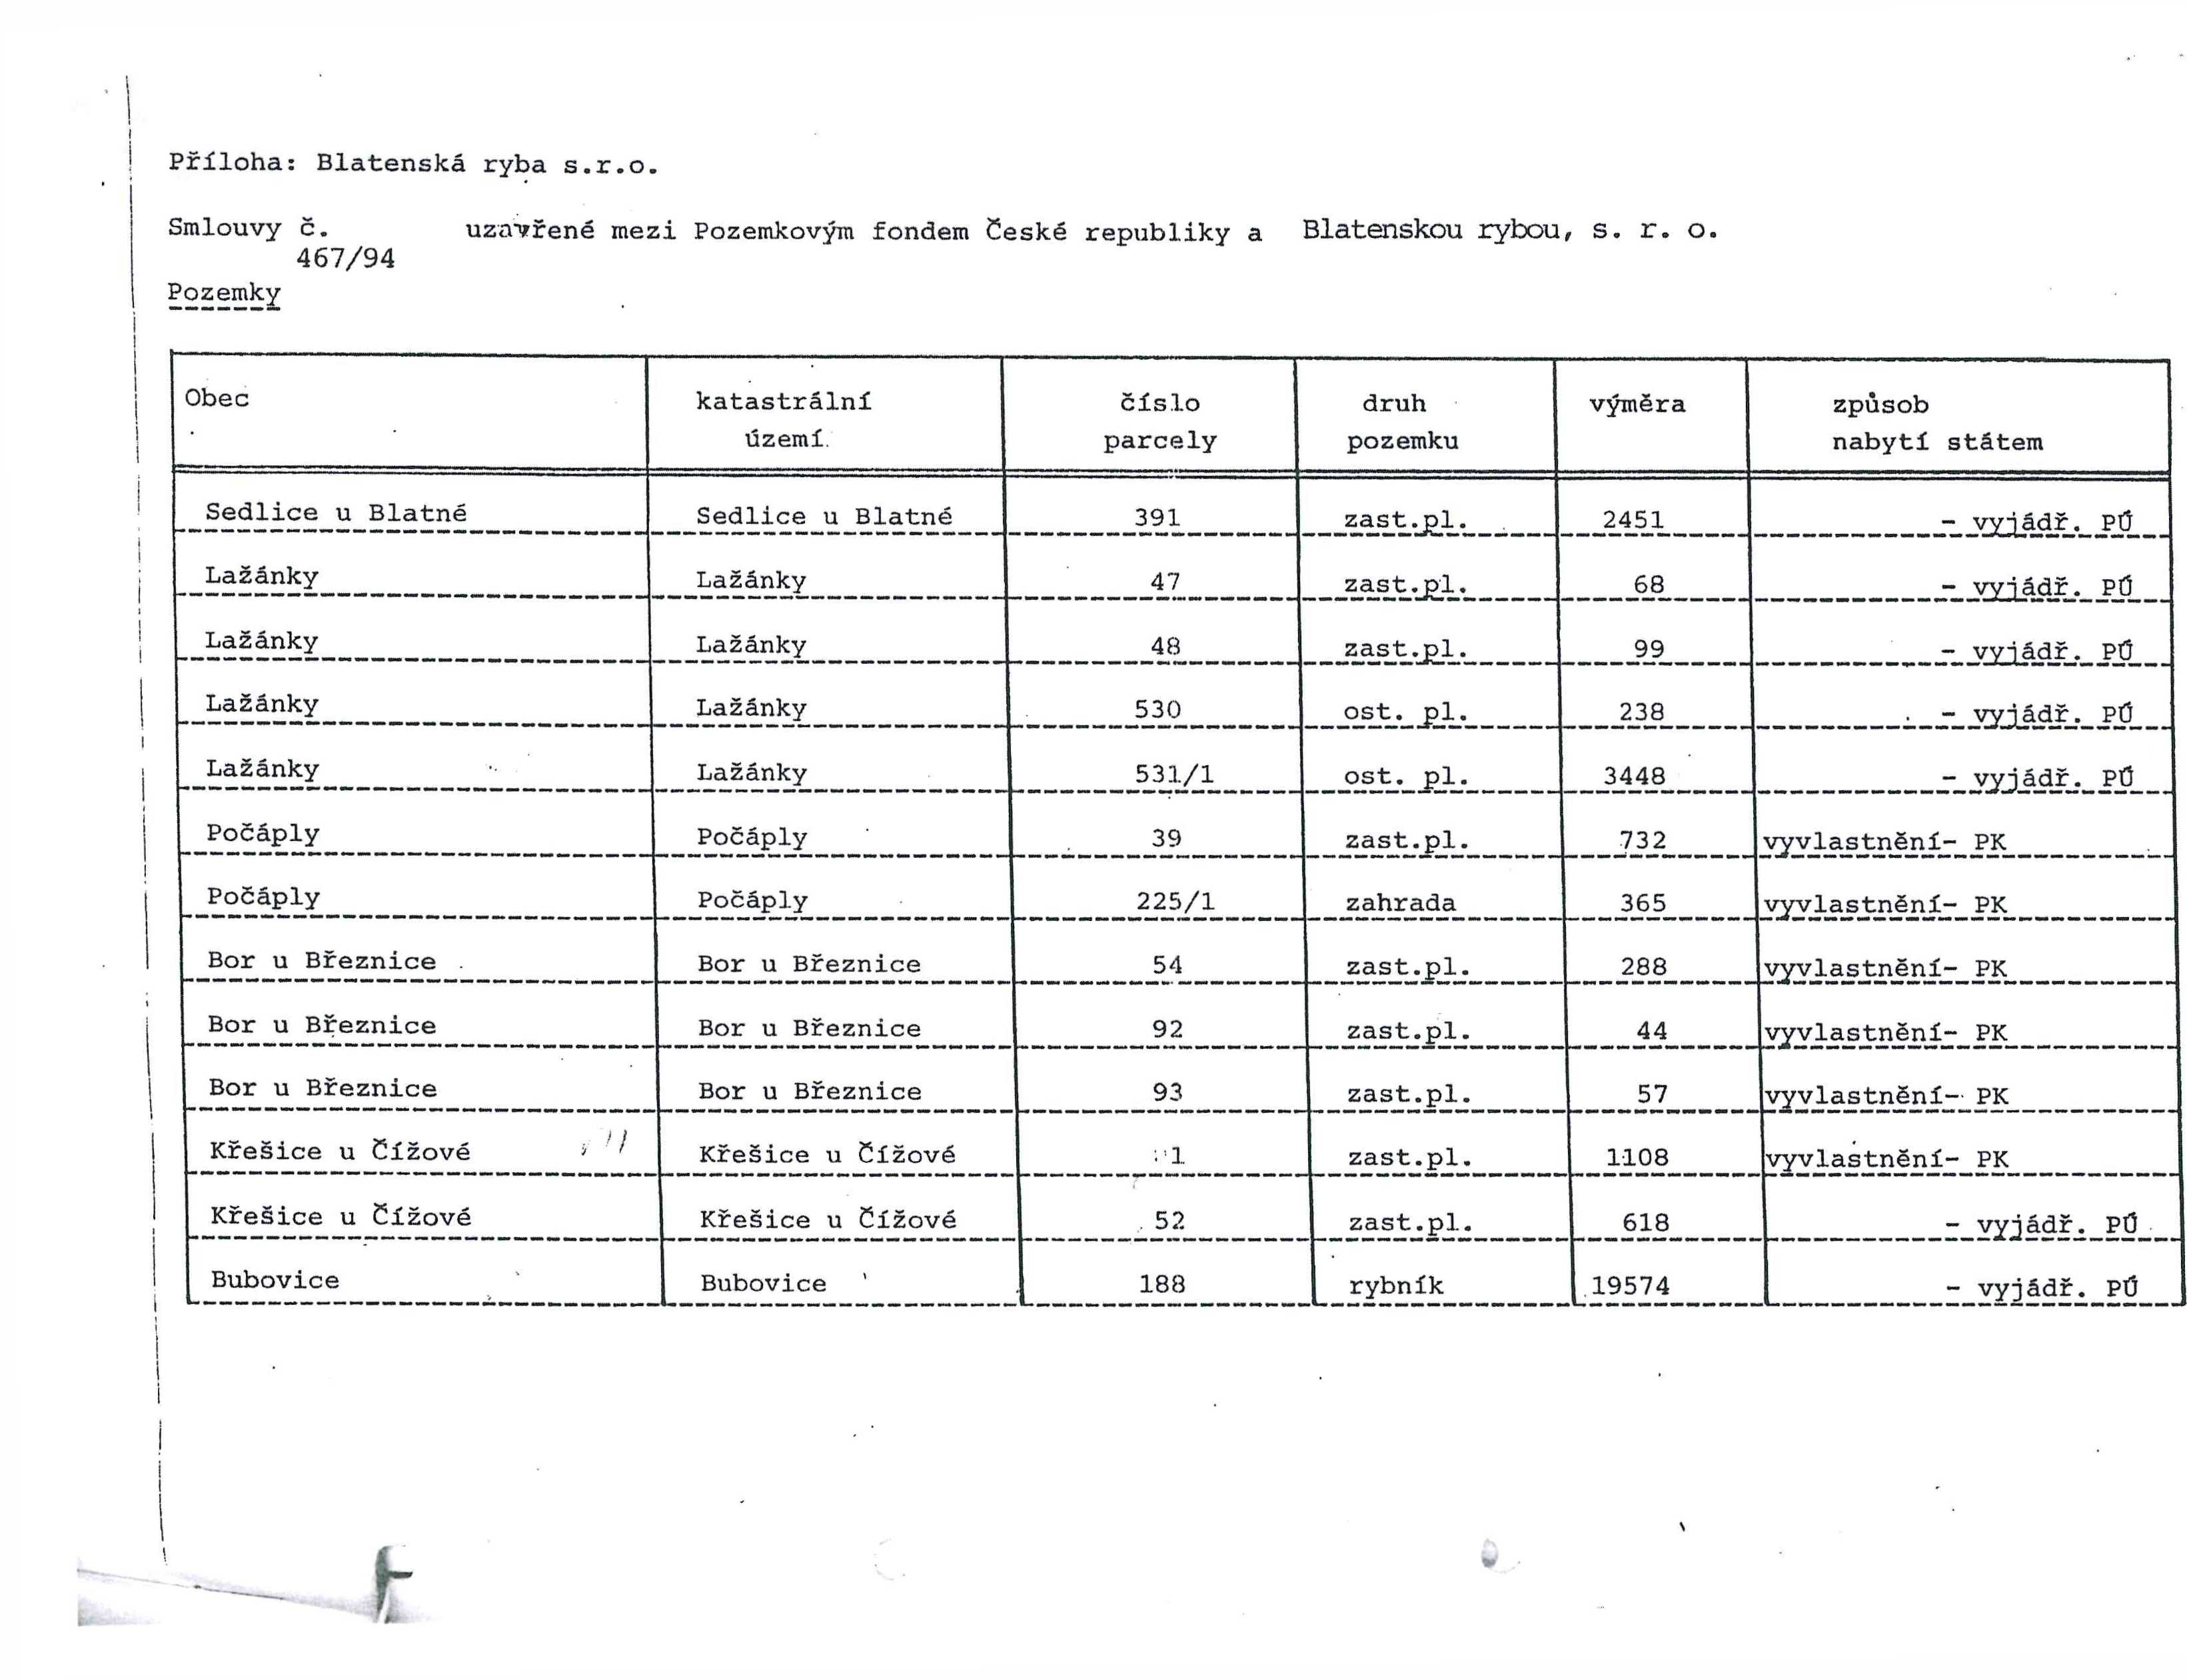 Příloha: Blatenská ryba s.r.o.
Smlouvy č. uzavřené mezi Pozemkovým fondem České republiky a Blatenskou rybou, s. r. o.
467/94
Pozemky
Obec katastrální číslo druh výměra způsob
území parcely pozemku nabytí státem
Sedlice u Blatné Sedlice u Blatné 391 zast.pl. 2451 - vyjádř. PÚ
Lažánky Lažánky 47 zast.pl. 68 - vyjádř. PÚ
Lažánky Lažánky 48 zast.pl. 99 - vyjádř. PÚ
Lažánky Lažánky 530 ost. pl. 238 - vyjádř. PÚ
Lažánky Lažánky 531/1 ost. pl. 3448 - vyjádř. PÚ
Počáply Počáply 39 zast.pl. 732 vyvlastnění- PK
Počáply Počáply 225/1 zahrada 365 vyvlastnění- PK
Bor u Březnice Bor u Březnice 54 zast.pl. 288 vyvlastnění- PK
Bor u Březnice Bor u Březnice 92 zast.pl. 44 vyvlastnění- PK
Bor u Březnice Bor u Březnice 93 zast.pl. 57 vyvlastnění- PK
Křešice u Čížové Křešice u Čížové 1 zast.pl. 1108 vyvlastnění- PK
Křešice u Čížové Křešice u Čížové 52 zast.pl. 618 - vyjádř. PÚ
Bubovice Bubovice 188 rybník 19574 - vyjádř. PÚ